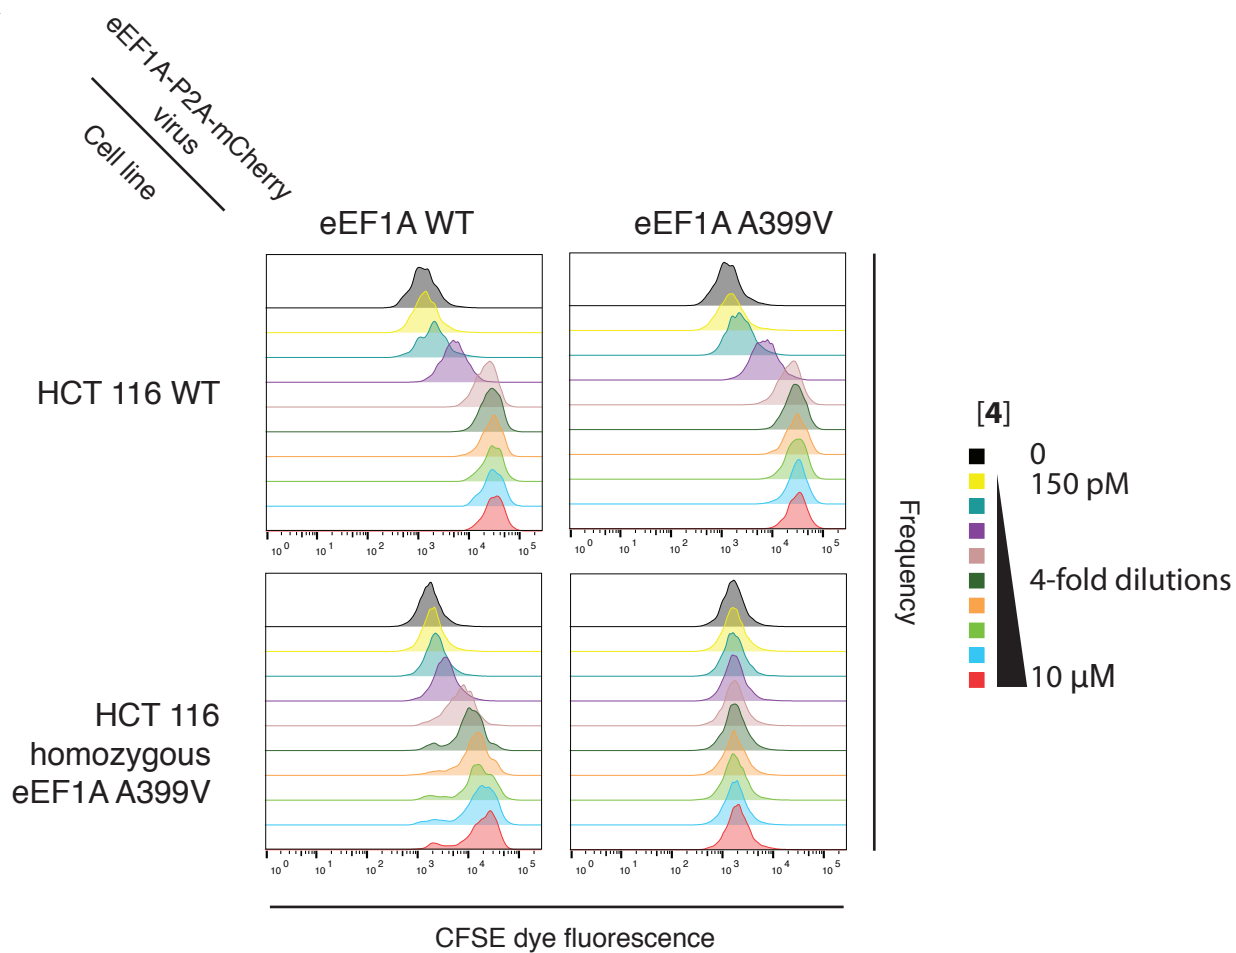 eEF1A-P2A-mCherry
virus
Cell line
eEF1A WT
eEF1A A399V
HCT 116 WT
10^0 10^1 10^2 10^3 10^4 10^5
10^0 10^1 10^2 10^3 10^4 10^5
HCT 116
homozygous
eEF1A A399V
10^0 10^1 10^2 10^3 10^4 10^5
10^0 10^1 10^2 10^3 10^4 10^5
CFSE dye fluorescence
Frequency
[4]
0
150 pM
4-fold dilutions
10 µM